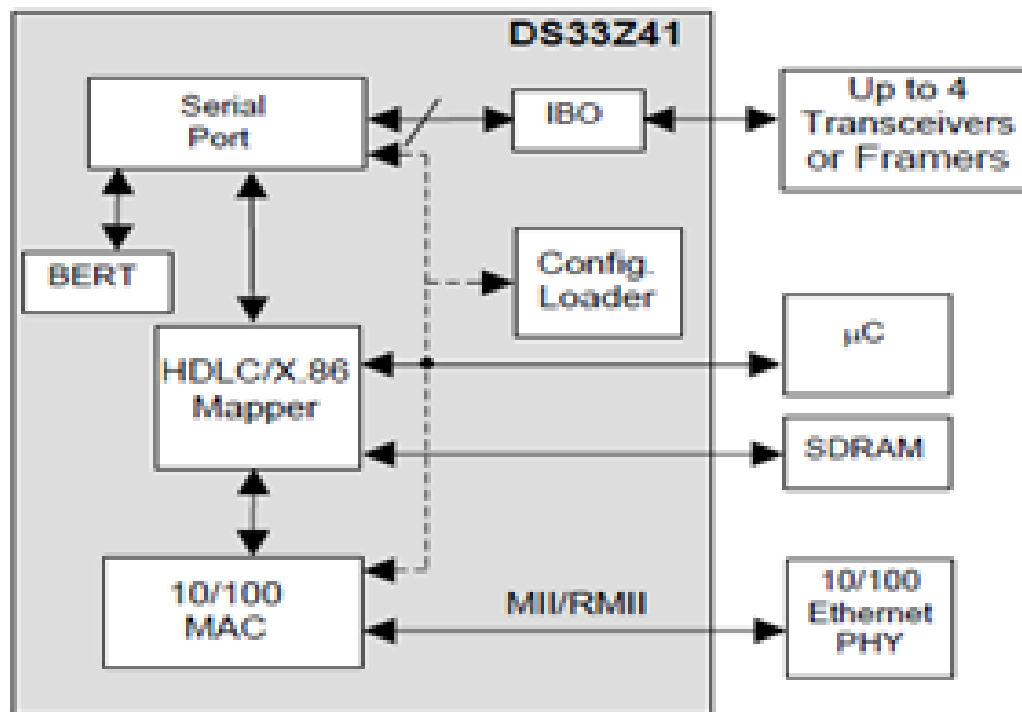 DS33Z41
Serial
Port
IBO
Up to 4
Transceivers
or Framers
BERT
Config.
Loader
HDLC/X.86
Mapper
µC
SDRAM
10/100
MAC
MII/RMII
10/100
Ethernet
PHY